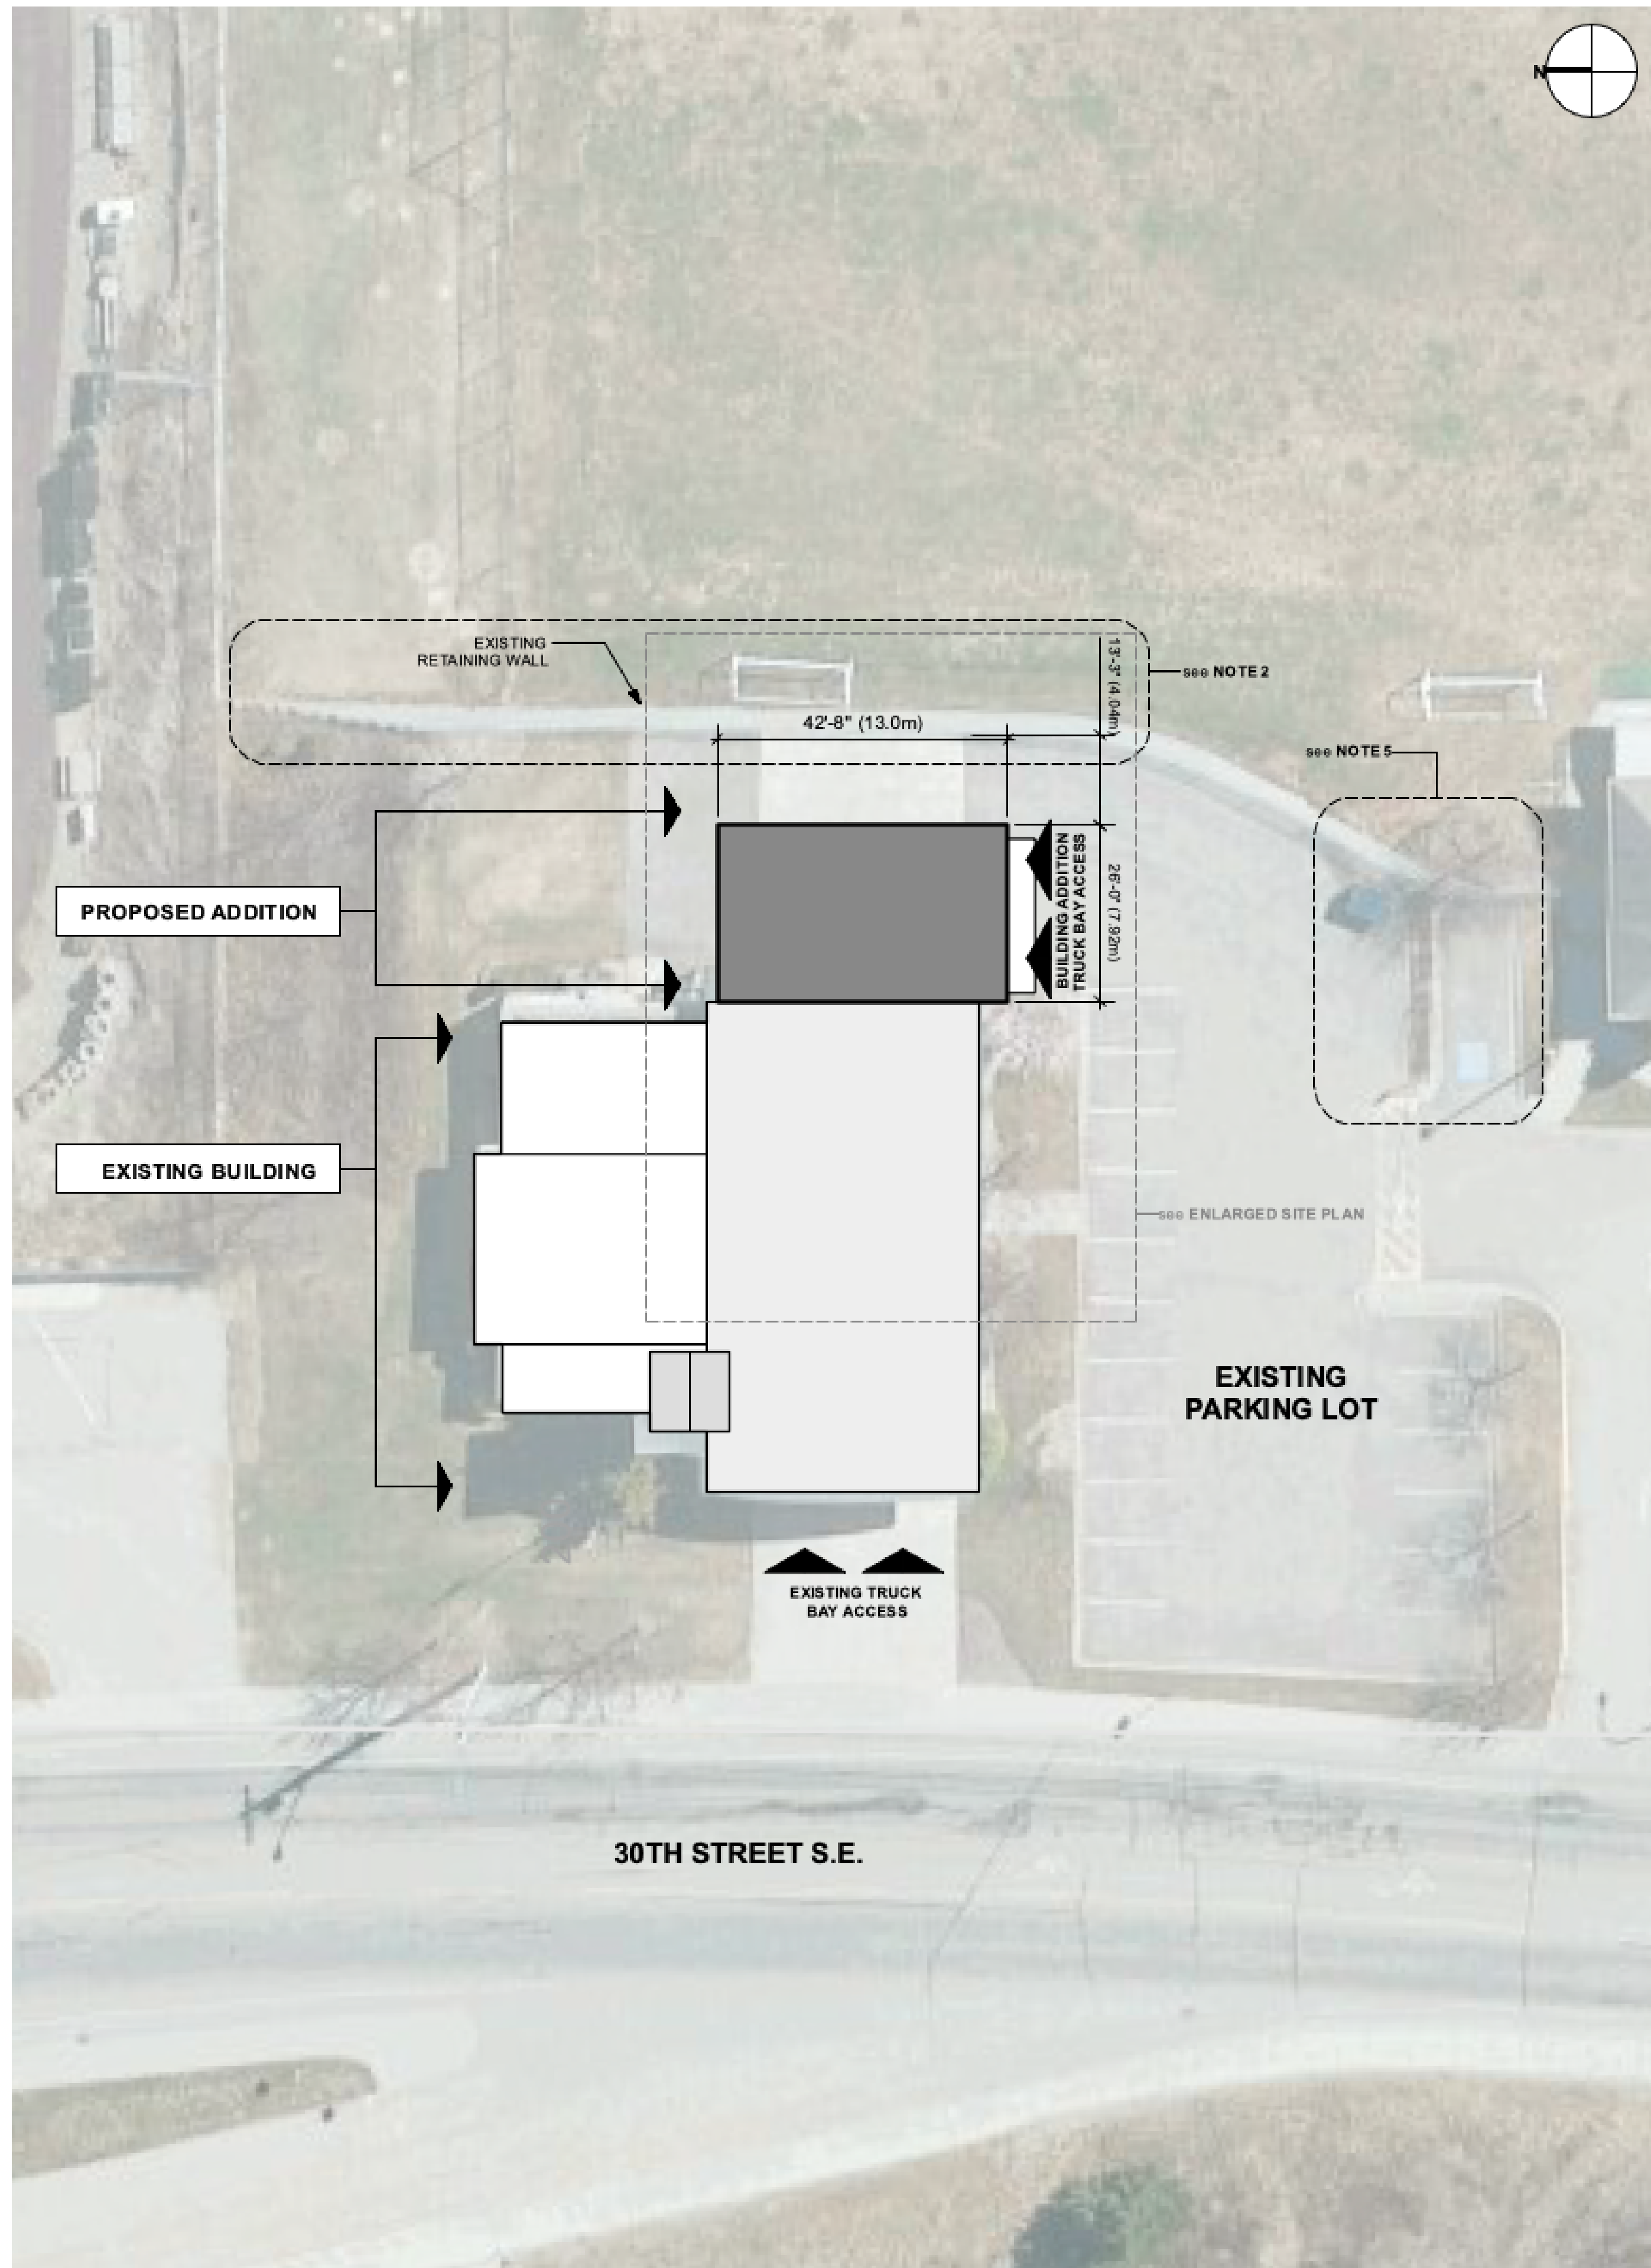 N
EXISTING
RETAINING WALL
13'-3" (4.04m)
see NOTE 2
42'-8" (13.0m)
see NOTE 5
BUILDING ADDITION
TRUCK BAY ACCESS
26'-0" (7.92m)
PROPOSED ADDITION
EXISTING BUILDING
see ENLARGED SITE PLAN
EXISTING
PARKING LOT
EXISTING TRUCK
BAY ACCESS
30TH STREET S.E.